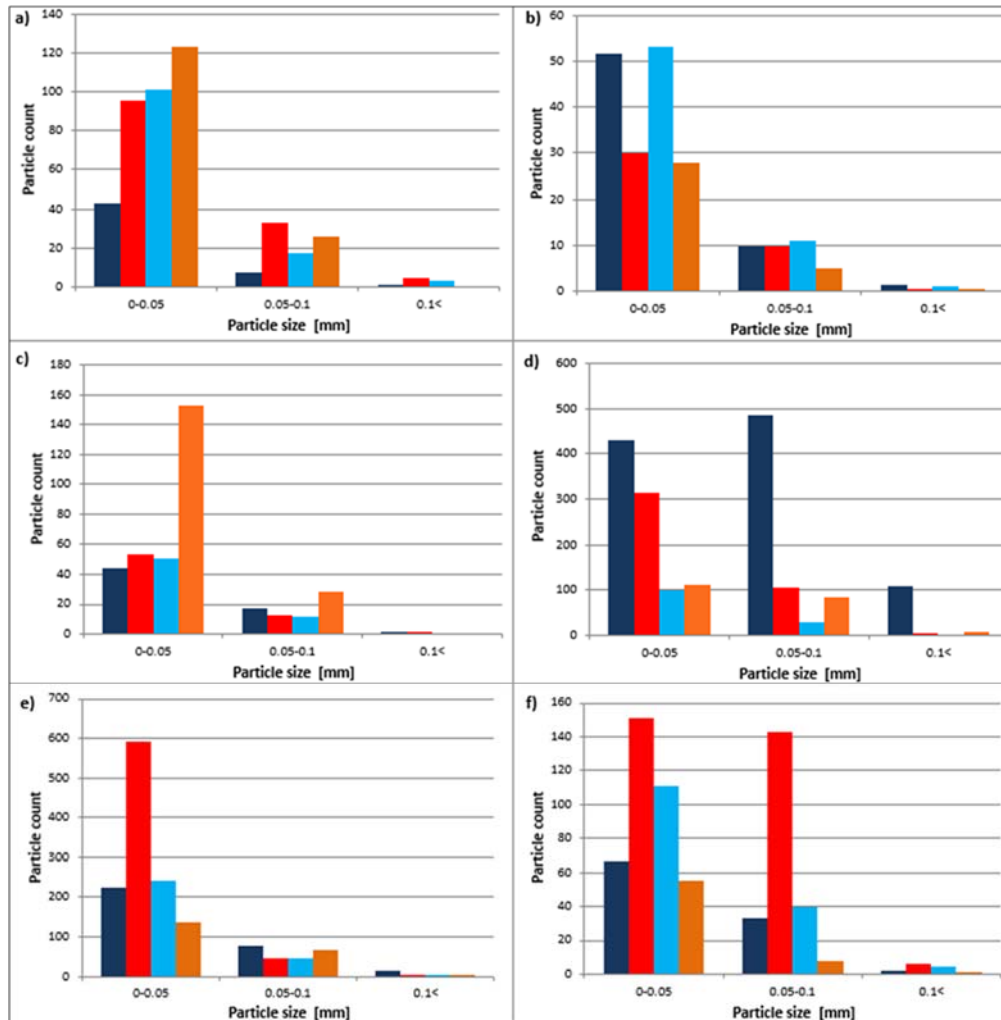 a)
140
120
100
80
60
40
20
0
Particle count
0-0.05 0.05-0.1 0.1<
Particle size [mm]
b)
60
50
40
30
20
10
0
Particle count
0-0.05 0.05-0.1 0.1<
Particle size [mm]
c)
180
160
140
120
100
80
60
40
20
0
Particle count
0-0.05 0.05-0.1 0.1<
Particle size [mm]
d)
600
500
400
300
200
100
0
Particle count
0-0.05 0.05-0.1 0.1<
Particle size [mm]
e)
700
600
500
400
300
200
100
0
Particle count
0-0.05 0.05-0.1 0.1<
Particle size [mm]
f)
160
140
120
100
80
60
40
20
0
Particle count
0-0.05 0.05-0.1 0.1<
Particle size [mm]